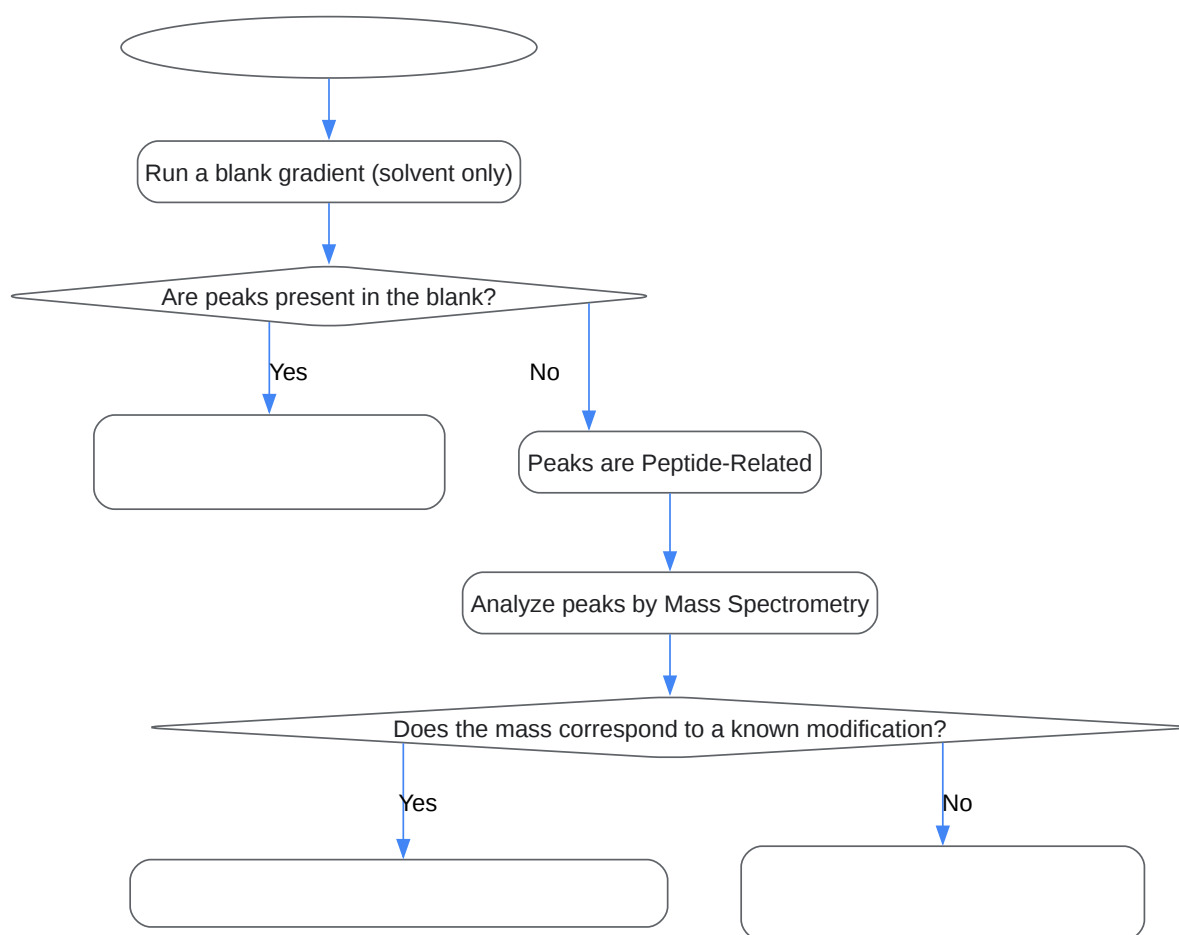 Run a blank gradient (solvent only)
Are peaks present in the blank?
Yes
No
Peaks are Peptide-Related
Analyze peaks by Mass Spectrometry
Does the mass correspond to a known modification?
Yes
No